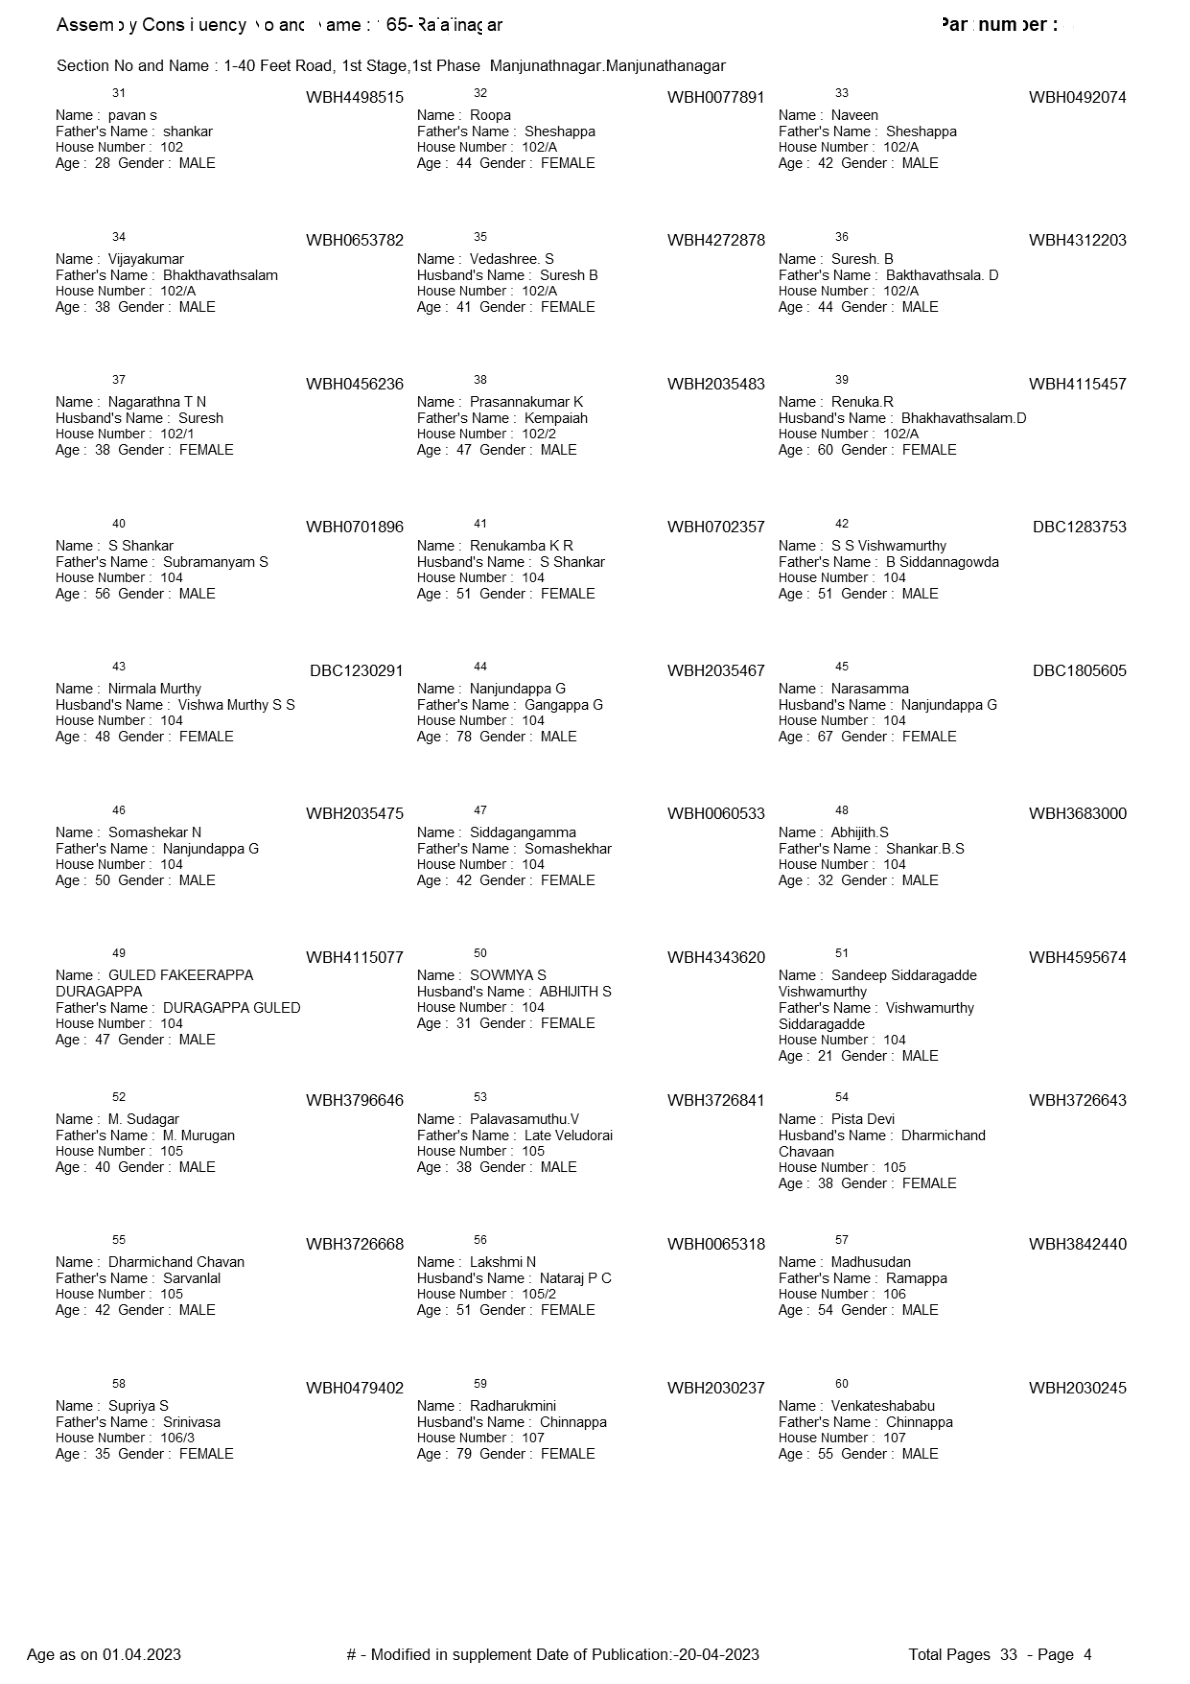 Section No and Name : 1-40 Feet Road, 1st Stage,1st Phase Manjunathnagar.Manjunathanagar
31 WBH4498515
Name : pavan s
Father's Name : shankar
House Number : 102
Age : 28 Gender : MALE
32 WBH0077891
Name : Roopa
Father's Name : Sheshappa
House Number : 102/A
Age : 44 Gender : FEMALE
33 WBH0492074
Name : Naveen
Father's Name : Sheshappa
House Number : 102/A
Age : 42 Gender : MALE
34 WBH0653782
Name : Vijayakumar
Father's Name : Bhakthavathsalam
House Number : 102/A
Age : 38 Gender : MALE
35 WBH4272878
Name : Vedashree. S
Husband's Name : Suresh B
House Number : 102/A
Age : 41 Gender : FEMALE
36 WBH4312203
Name : Suresh. B
Father's Name : Bakthavathsala. D
House Number : 102/A
Age : 44 Gender : MALE
37 WBH0456236
Name : Nagarathna T N
Husband's Name : Suresh
House Number : 102/1
Age : 38 Gender : FEMALE
38 WBH2035483
Name : Prasannakumar K
Father's Name : Kempaiah
House Number : 102/2
Age : 47 Gender : MALE
39 WBH4115457
Name : Renuka.R
Husband's Name : Bhakhavathsalam.D
House Number : 102/A
Age : 60 Gender : FEMALE
40 WBH0701896
Name : S Shankar
Father's Name : Subramanyam S
House Number : 104
Age : 56 Gender : MALE
41 WBH0702357
Name : Renukamba K R
Husband's Name : S Shankar
House Number : 104
Age : 51 Gender : FEMALE
42 DBC1283753
Name : S S Vishwamurthy
Father's Name : B Siddannagowda
House Number : 104
Age : 51 Gender : MALE
43 DBC1230291
Name : Nirmala Murthy
Husband's Name : Vishwa Murthy S S
House Number : 104
Age : 48 Gender : FEMALE
44 WBH2035467
Name : Nanjundappa G
Father's Name : Gangappa G
House Number : 104
Age : 78 Gender : MALE
45 DBC1805605
Name : Narasamma
Husband's Name : Nanjundappa G
House Number : 104
Age : 67 Gender : FEMALE
46 WBH2035475
Name : Somashekar N
Father's Name : Nanjundappa G
House Number : 104
Age : 50 Gender : MALE
47 WBH0060533
Name : Siddagangamma
Father's Name : Somashekhar
House Number : 104
Age : 42 Gender : FEMALE
48 WBH3683000
Name : Abhijith.S
Father's Name : Shankar.B.S
House Number : 104
Age : 32 Gender : MALE
49 WBH4115077
Name : GULED FAKEERAPPA
DURAGAPPA
Father's Name : DURAGAPPA GULED
House Number : 104
Age : 47 Gender : MALE
50 WBH4343620
Name : SOWMYA S
Husband's Name : ABHIJITH S
House Number : 104
Age : 31 Gender : FEMALE
51 WBH4595674
Name : Sandeep Siddaragadde
Vishwamurthy
Father's Name : Vishwamurthy
Siddaragadde
House Number : 104
Age : 21 Gender : MALE
52 WBH3796646
Name : M. Sudagar
Father's Name : M. Murugan
House Number : 105
Age : 40 Gender : MALE
53 WBH3726841
Name : Palavasamuthu.V
Father's Name : Late Veludorai
House Number : 105
Age : 38 Gender : MALE
54 WBH3726643
Name : Pista Devi
Husband's Name : Dharmichand
Chavaan
House Number : 105
Age : 38 Gender : FEMALE
55 WBH3726668
Name : Dharmichand Chavan
Father's Name : Sarvanlal
House Number : 105
Age : 42 Gender : MALE
56 WBH0065318
Name : Lakshmi N
Husband's Name : Nataraj P C
House Number : 105/2
Age : 51 Gender : FEMALE
57 WBH3842440
Name : Madhusudan
Father's Name : Ramappa
House Number : 106
Age : 54 Gender : MALE
58 WBH0479402
Name : Supriya S
Father's Name : Srinivasa
House Number : 106/3
Age : 35 Gender : FEMALE
59 WBH2030237
Name : Radharukmini
Husband's Name : Chinnappa
House Number : 107
Age : 79 Gender : FEMALE
60 WBH2030245
Name : Venkateshababu
Father's Name : Chinnappa
House Number : 107
Age : 55 Gender : MALE
Age as on 01.04.2023 # - Modified in supplement Date of Publication:-20-04-2023 Total Pages 33 - Page 4